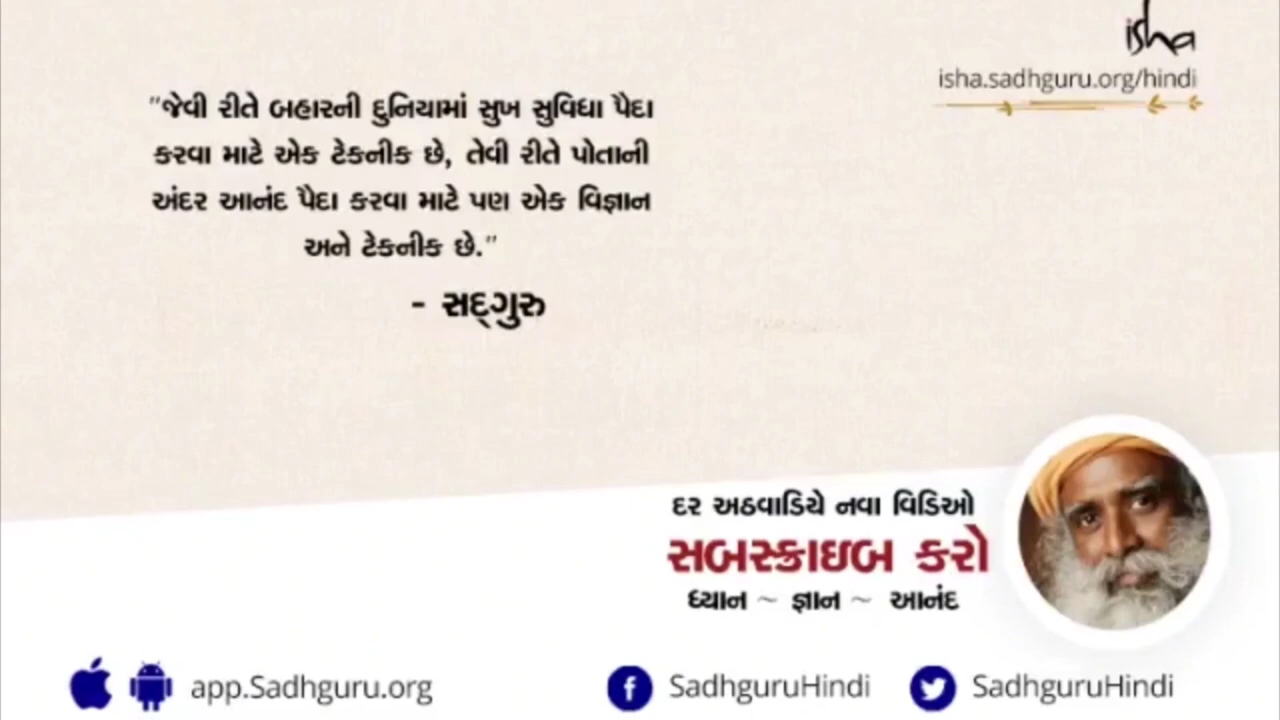 isha
isha.sadhguru.org/hindi
"જેવી રીતે બહારની દુનિયામાં સુખ સુવિધા પૈદા
કરવા માટે એક ટેકનીક છે, તેવી રીતે પોતાની
અંદર આનંદ પૈદા કરવા માટે પણ એક વિજ્ઞાન
અને ટેકનીક છે."
- સદ્‌ગુરુ
દર અઠવાડિયે નવા વિડિઓ
સબસ્ક્રાઇબ કરો
ધ્યાન ~ જ્ઞાન ~ આનંદ
app.Sadhguru.org
SadhguruHindi
SadhguruHindi